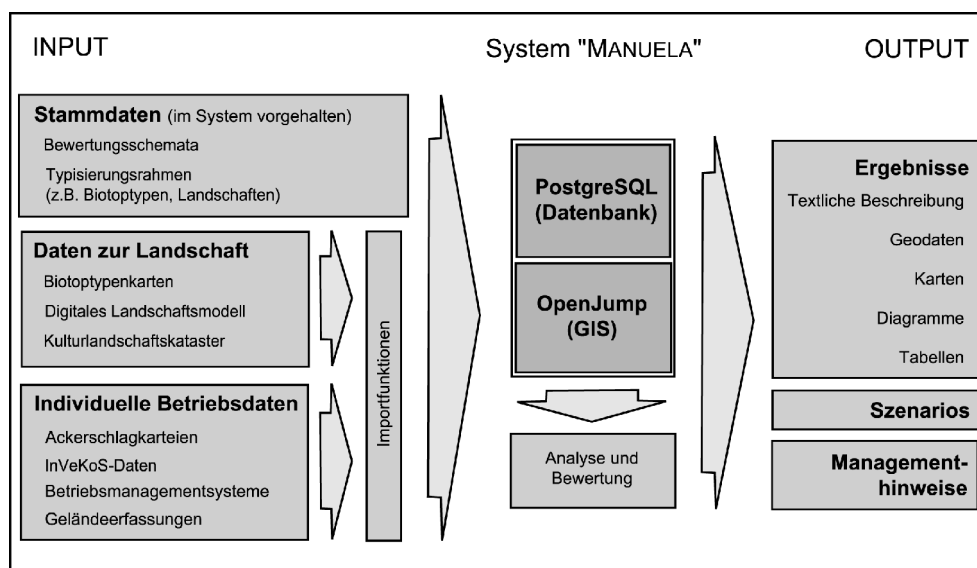 INPUT
System "MANUELA"
OUTPUT
Stammdaten (im System vorgehalten)
Bewertungsschemata
Typisierungsrahmen
(z.B. Biotoptypen, Landschaften)
Daten zur Landschaft
Biotoptypenkarten
Digitales Landschaftsmodell
Kulturlandschaftskataster
Individuelle Betriebsdaten
Ackerschlagkarteien
InVeKoS-Daten
Betriebsmanagementsysteme
Geländeerfassungen
Importfunktionen
PostgreSQL
(Datenbank)
OpenJump
(GIS)
Analyse und
Bewertung
Ergebnisse
Textliche Beschreibung
Geodaten
Karten
Diagramme
Tabellen
Szenarios
Management-
hinweise